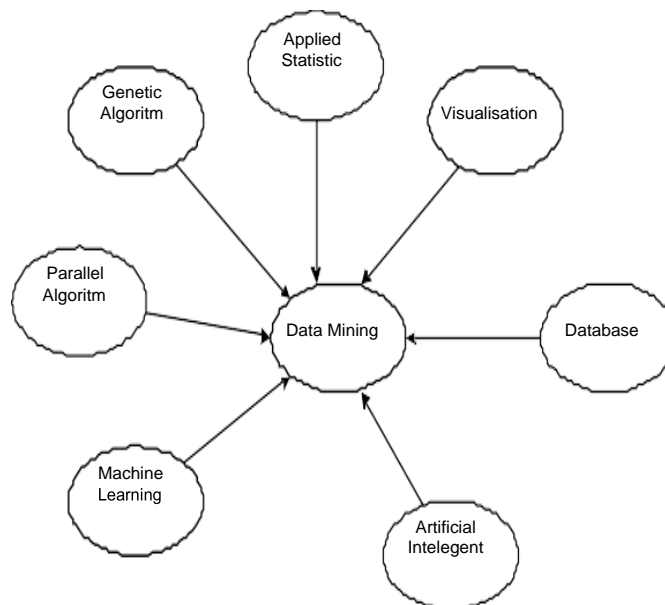 Applied
Statistic
Genetic
Algoritm
Visualisation
Parallel
Algoritm
Data Mining
Database
Machine
Learning
Artificial
Intelegent